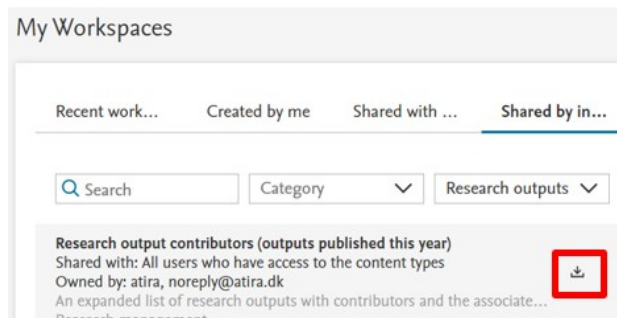 My Workspaces
Recent work... Created by me Shared with ... Shared by in...
Search Category Research outputs
Research output contributors (outputs published this year)
Shared with: All users who have access to the content types
Owned by: atira, noreply@atira.dk
An expanded list of research outputs with contributors and the associate...
Research management